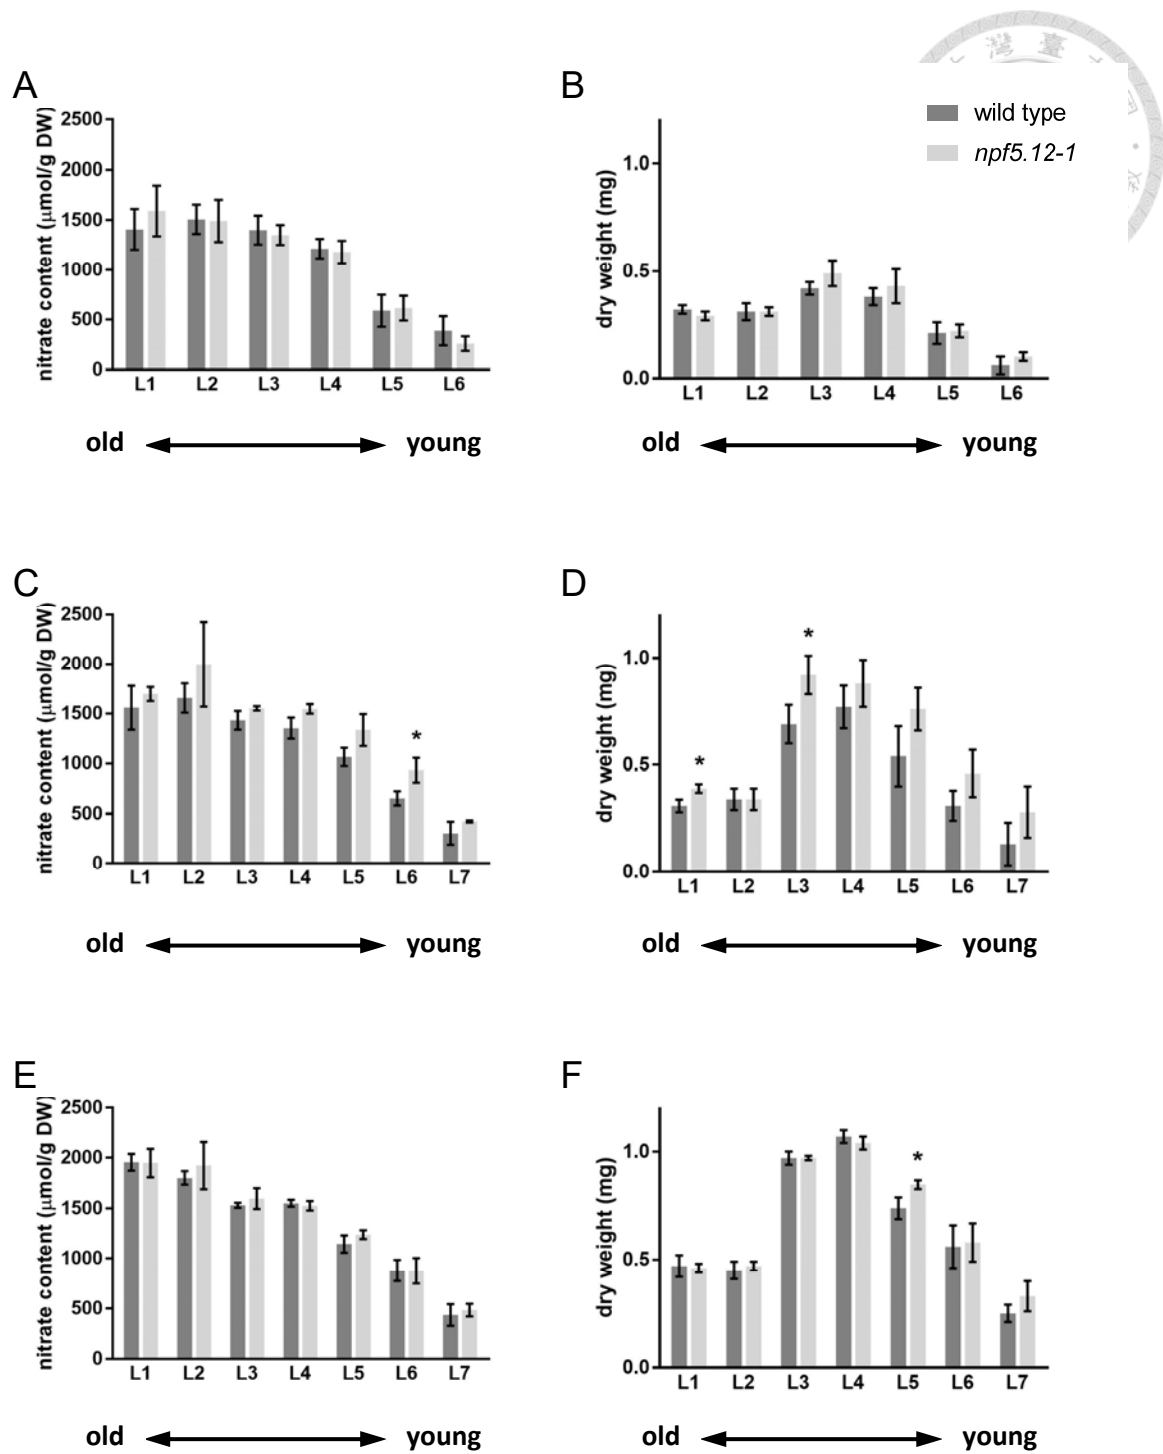 灣 臺
A
B
wild type
npf5.12-1
nitrate content (μmol/g DW)
2500
2000
1500
1000
500
0
L1 L2 L3 L4 L5 L6
old young
dry weight (mg)
1.0
0.5
0.0
L1 L2 L3 L4 L5 L6
old young
C
D
nitrate content (μmol/g DW)
2500
2000
1500
1000
500
0
*
L1 L2 L3 L4 L5 L6 L7
old young
dry weight (mg)
1.0
0.5
0.0
* *
L1 L2 L3 L4 L5 L6 L7
old young
E
F
nitrate content (μmol/g DW)
2500
2000
1500
1000
500
0
L1 L2 L3 L4 L5 L6 L7
old young
dry weight (mg)
1.0
0.5
0.0
*
L1 L2 L3 L4 L5 L6 L7
old young